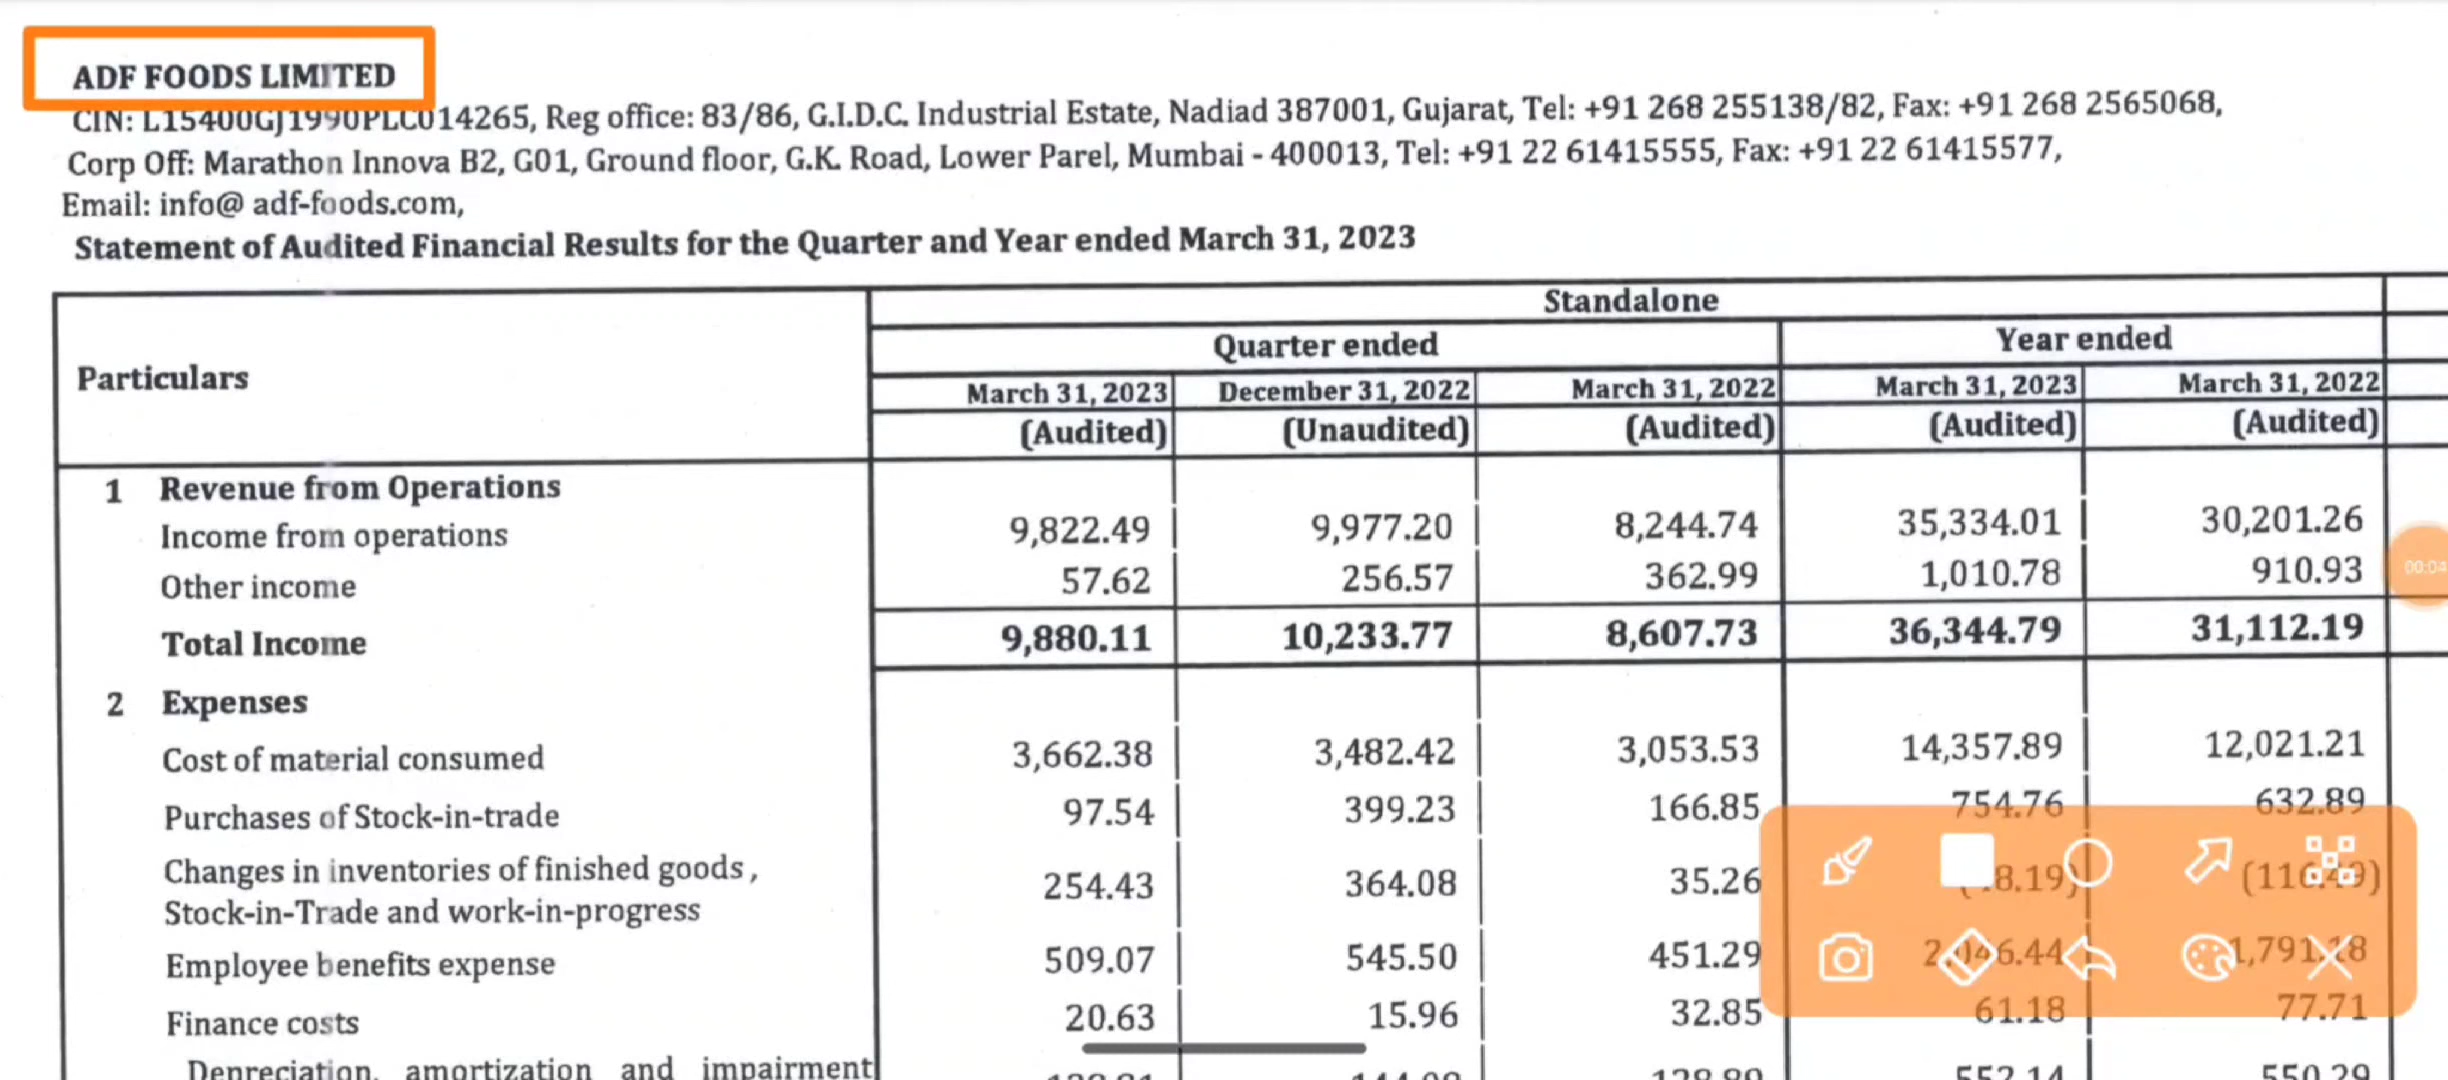 ADF FOODS LIMITED
CIN: L15400GJ1990PLC014265, Reg office: 83/86, G.I.D.C. Industrial Estate, Nadiad 387001, Gujarat, Tel: +91 268 255138/82, Fax: +91 268 2565068,
Corp Off: Marathon Innova B2, G01, Ground floor, G.K. Road, Lower Parel, Mumbai - 400013, Tel: +91 22 61415555, Fax: +91 22 61415577,
Email: info@ adf-foods.com,
Statement of Audited Financial Results for the Quarter and Year ended March 31, 2023
Standalone
Particulars Quarter ended Year ended
March 31, 2023 December 31, 2022 March 31, 2022 March 31, 2023 March 31, 2022
(Audited) (Unaudited) (Audited) (Audited) (Audited)
1 Revenue from Operations
Income from operations 9,822.49 9,977.20 8,244.74 35,334.01 30,201.26
Other income 57.62 256.57 362.99 1,010.78 910.93
00:04
Total Income 9,880.11 10,233.77 8,607.73 36,344.79 31,112.19
2 Expenses
Cost of material consumed 3,662.38 3,482.42 3,053.53 14,357.89 12,021.21
Purchases of Stock-in-trade 97.54 399.23 166.85 754.76 632.89
Changes in inventories of finished goods,
Stock-in-Trade and work-in-progress 254.43 364.08 35.26
Employee benefits expense 509.07 545.50 451.29
Finance costs 20.63 15.96 32.85 61.18 77.71
Depreciation, amortization and impairment 552.14 550.29